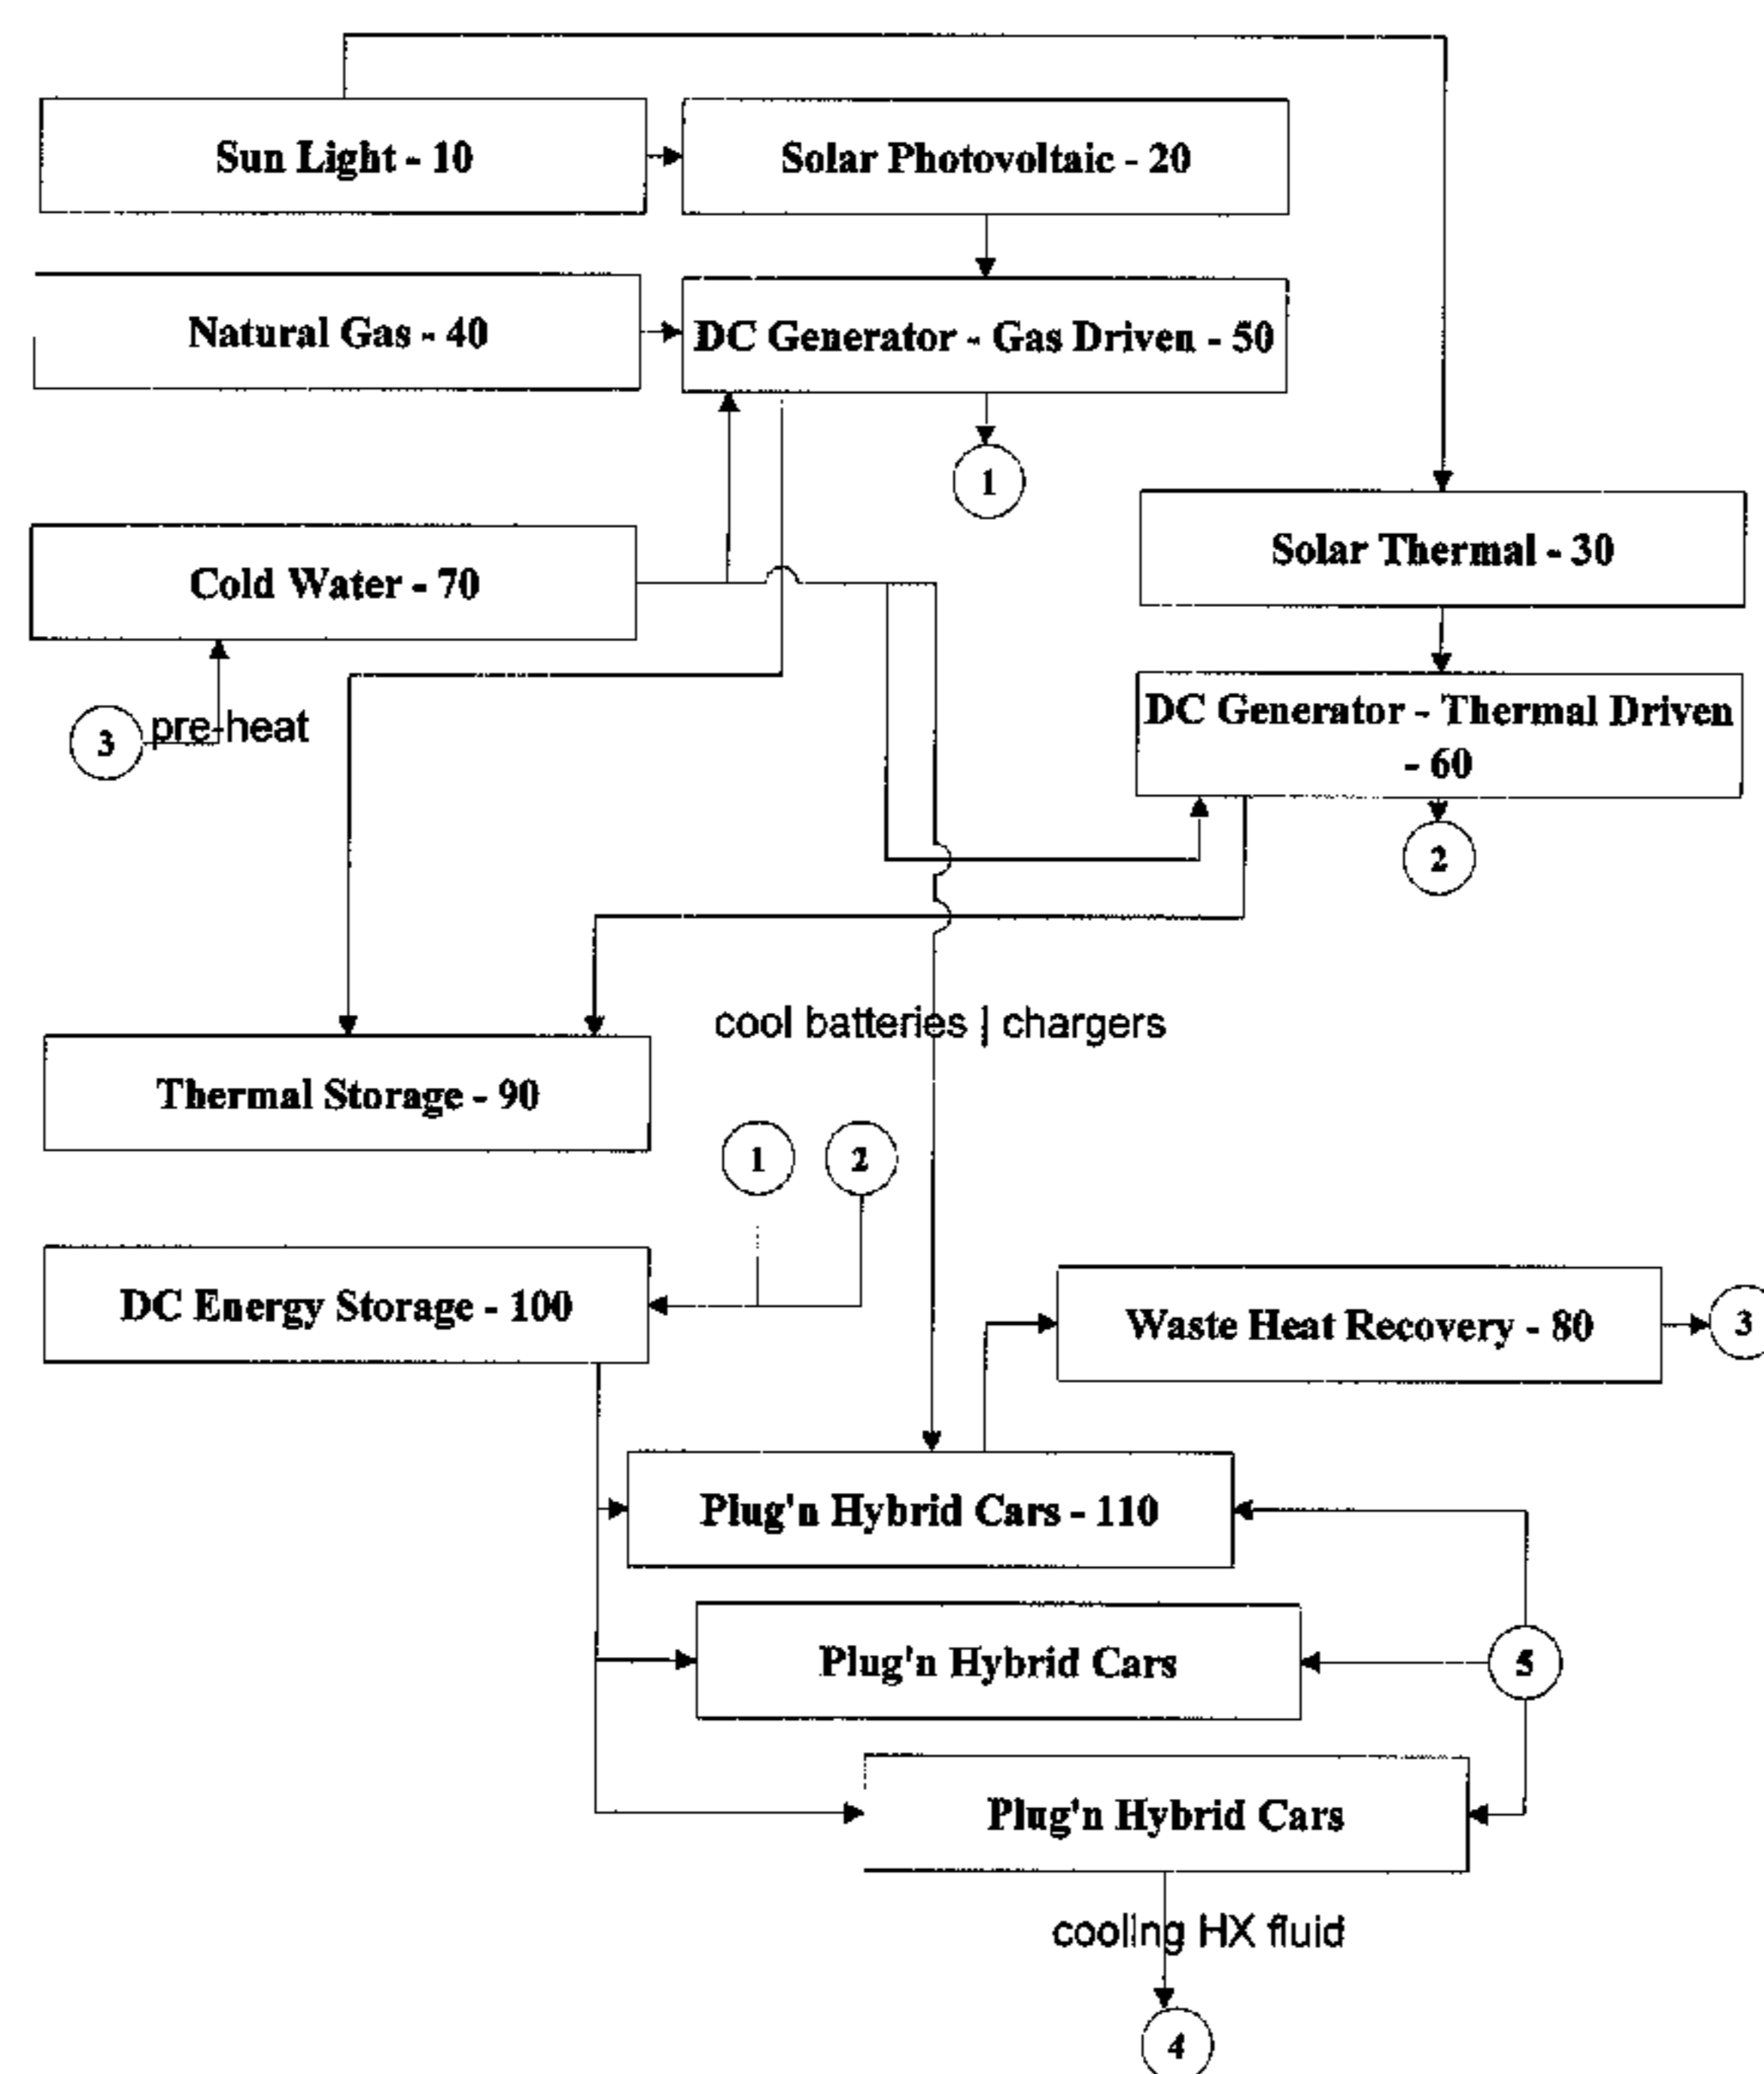 Sun Light - 10
Solar Photovoltaic - 20
Natural Gas - 40
DC Generator - Gas Driven - 50
1
Cold Water - 70
Solar Thermal - 30
3
pre-heat
DC Generator - Thermal Driven
- 60
2
cool batteries | chargers
Thermal Storage - 90
1
2
DC Energy Storage - 100
Waste Heat Recovery - 80
3
Plug'n Hybrid Cars - 110
Plug'n Hybrid Cars
5
Plug'n Hybrid Cars
cooling HX fluid
4